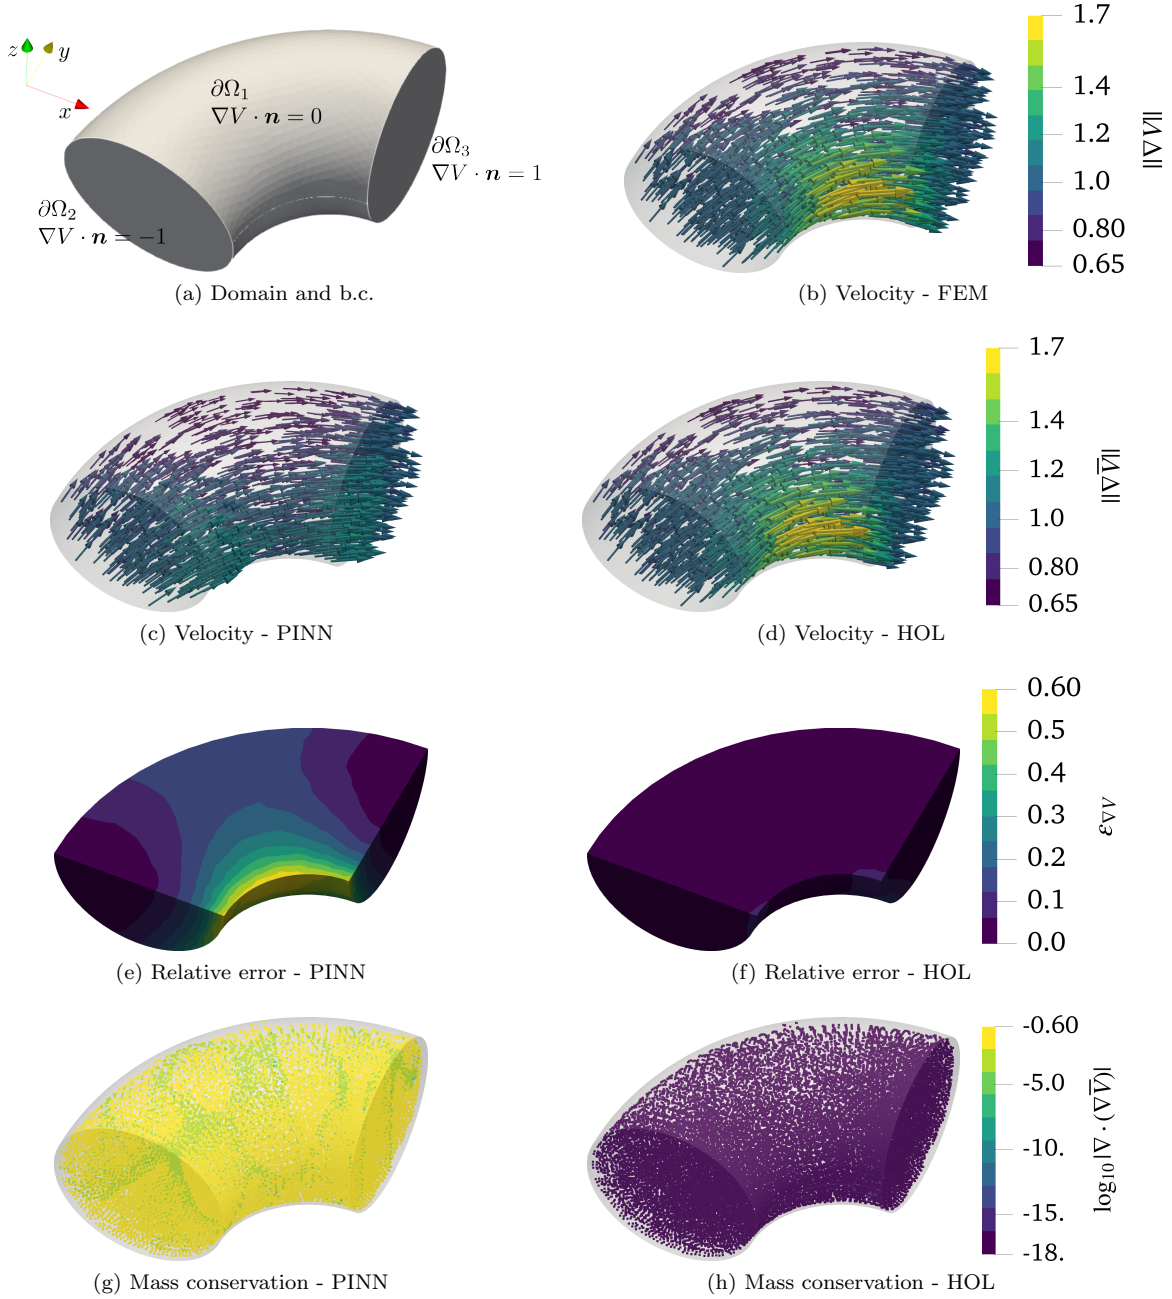 z y
x
∂Ω₁
∇V · n = 0
∂Ω₃
∇V · n = 1
∂Ω₂
∇V · n = −1
(a) Domain and b.c.
1.7
1.4
1.2
1.0
0.80
0.65
||∇V||
(b) Velocity - FEM
(c) Velocity - PINN
1.7
1.4
1.2
1.0
0.80
0.65
||∇V̅||
(d) Velocity - HOL
(e) Relative error - PINN
0.60
0.5
0.4
0.3
0.2
0.1
0.0
ε∇V
(f) Relative error - HOL
(g) Mass conservation - PINN
-0.60
-5.0
-10.
-15.
-18.
log¹⁰|∇ · (∇V̅)|
(h) Mass conservation - HOL